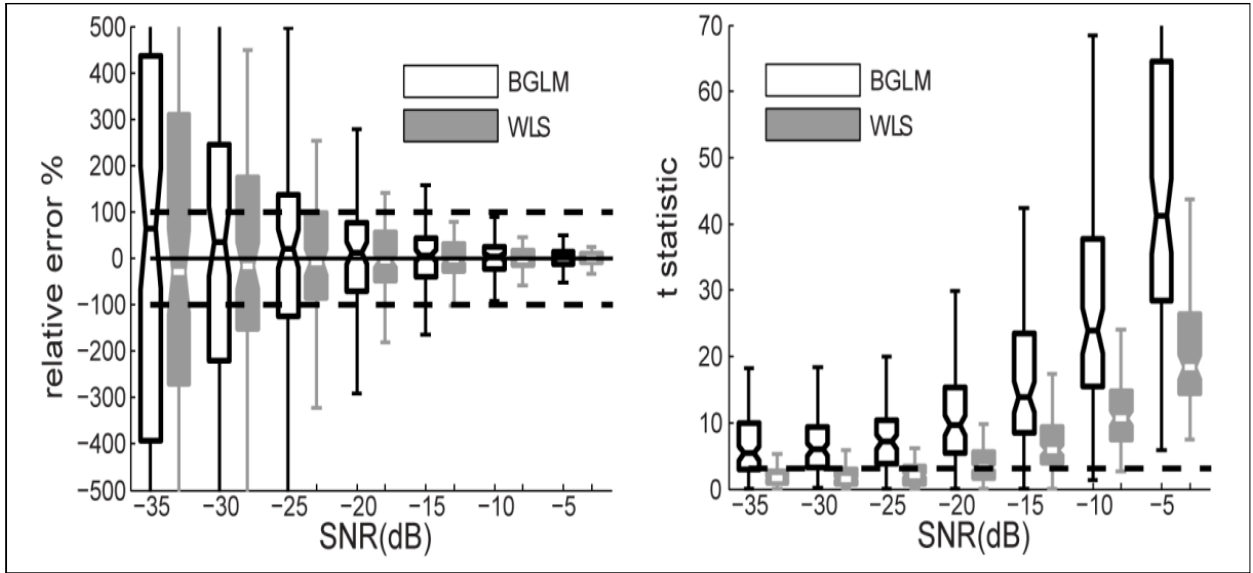 500
400
300
200
100
0
−100
−200
−300
−400
−500
relative error %
BGLM
WLS
−35 −30 −25 −20 −15 −10 −5
SNR(dB)
70
60
50
40
30
20
10
0
t statistic
BGLM
WLS
−35 −30 −25 −20 −15 −10 −5
SNR(dB)